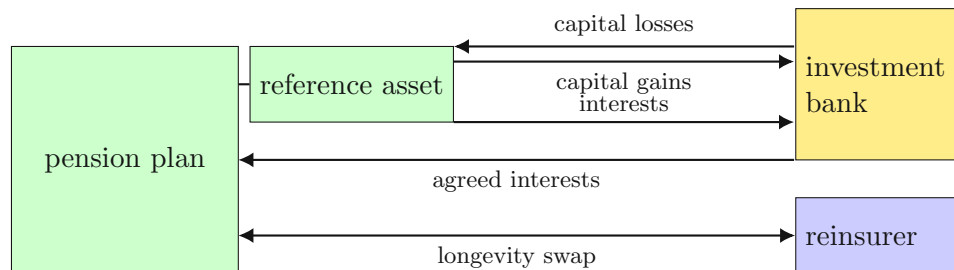 capital losses
reference asset
capital gains
interests
investment
bank
pension plan
agreed interests
longevity swap
reinsurer